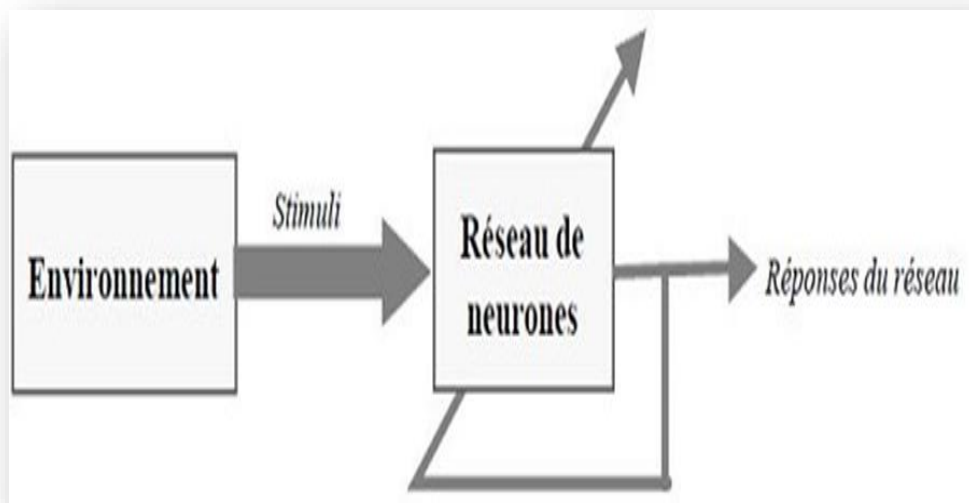 Environnement
Stimuli
Réseau de
neurones
Réponses du réseau